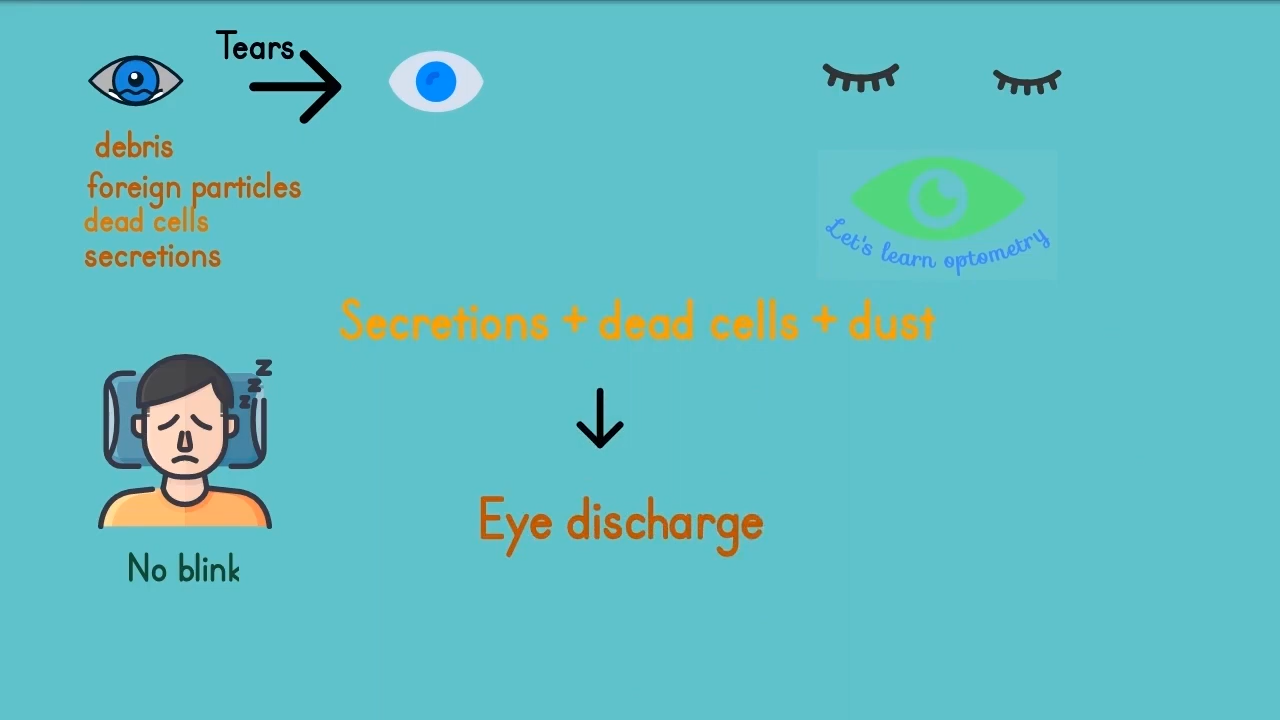 Tears
debris
foreign particles
dead cells
secretions
Let's learn optometry
Secretions + dead cells + dust
z
z
z
Eye discharge
No blink